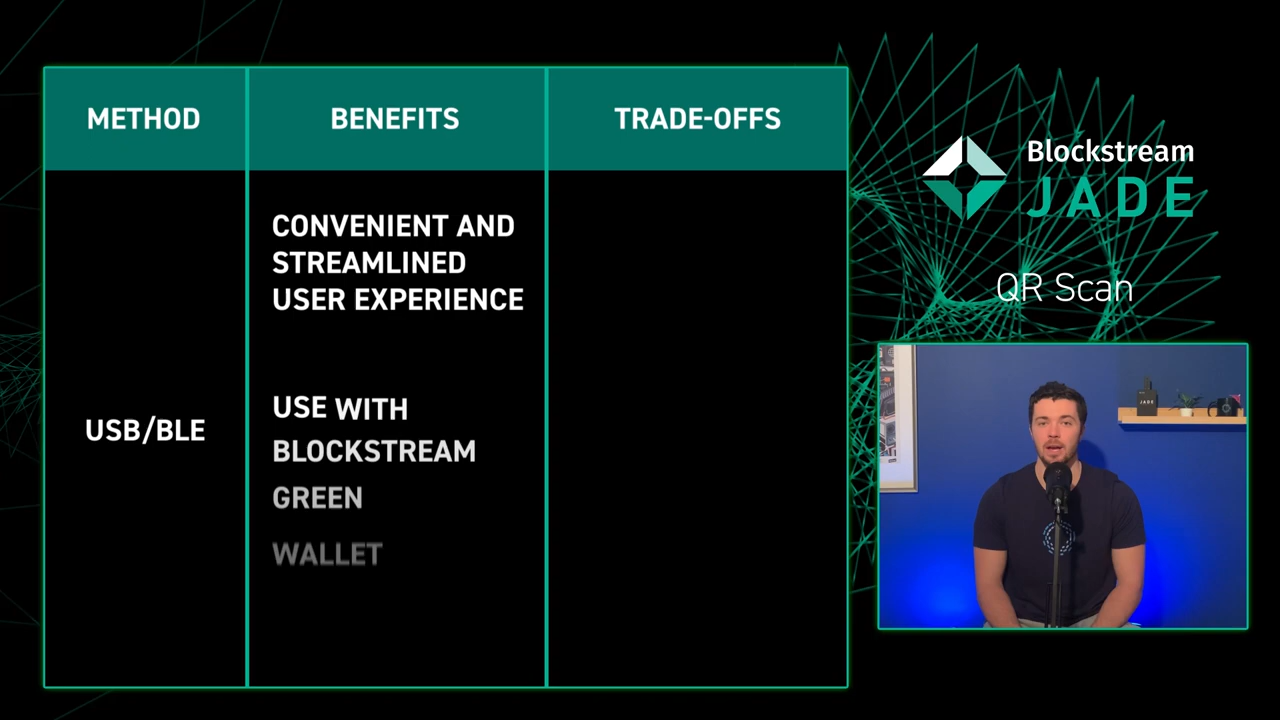 METHOD
BENEFITS
TRADE-OFFS
USB/BLE
CONVENIENT AND
STREAMLINED
USER EXPERIENCE
USE WITH
BLOCKSTREAM
GREEN
WALLET
Blockstream
JADE
QR Scan
JADE